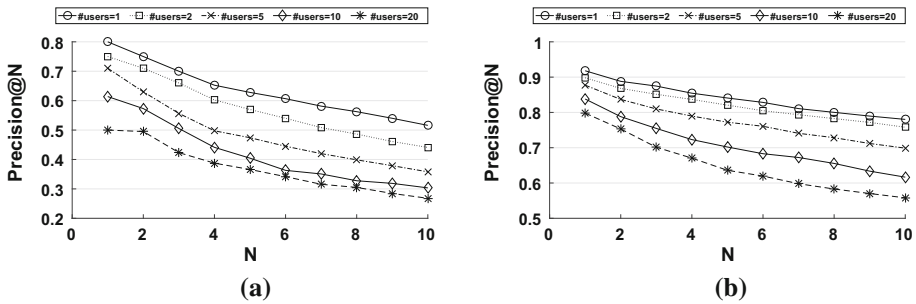 #users=1 #users=2 #users=5 #users=10 #users=20
0.8
0.7
0.6
0.5
0.4
0.3
0.2
Precision@N
0 2 4 6 8 10
N
(a)
#users=1 #users=2 #users=5 #users=10 #users=20
1
0.9
0.8
0.7
0.6
0.5
Precision@N
0 2 4 6 8 10
N
(b)